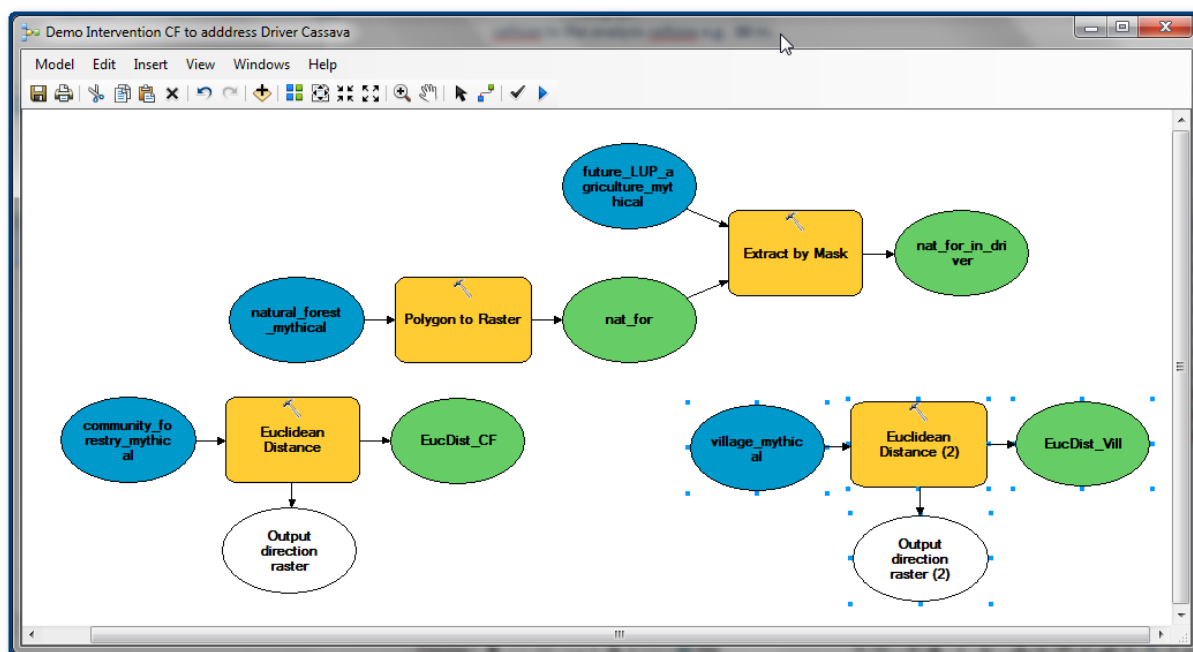 Demo Intervention CF to adddress Driver Cassava
Model Edit Insert View Windows Help
future_LUP_a
griculture_myt
hical
Extract by Mask
nat_for_in_dri
ver
natural_forest
_mythical
Polygon to Raster
nat_for
community_fo
restry_mythic
al
Euclidean
Distance
EucDist_CF
village_mythic
al
Euclidean
Distance (2)
EucDist_Vill
Output
direction
raster
Output
direction
raster (2)